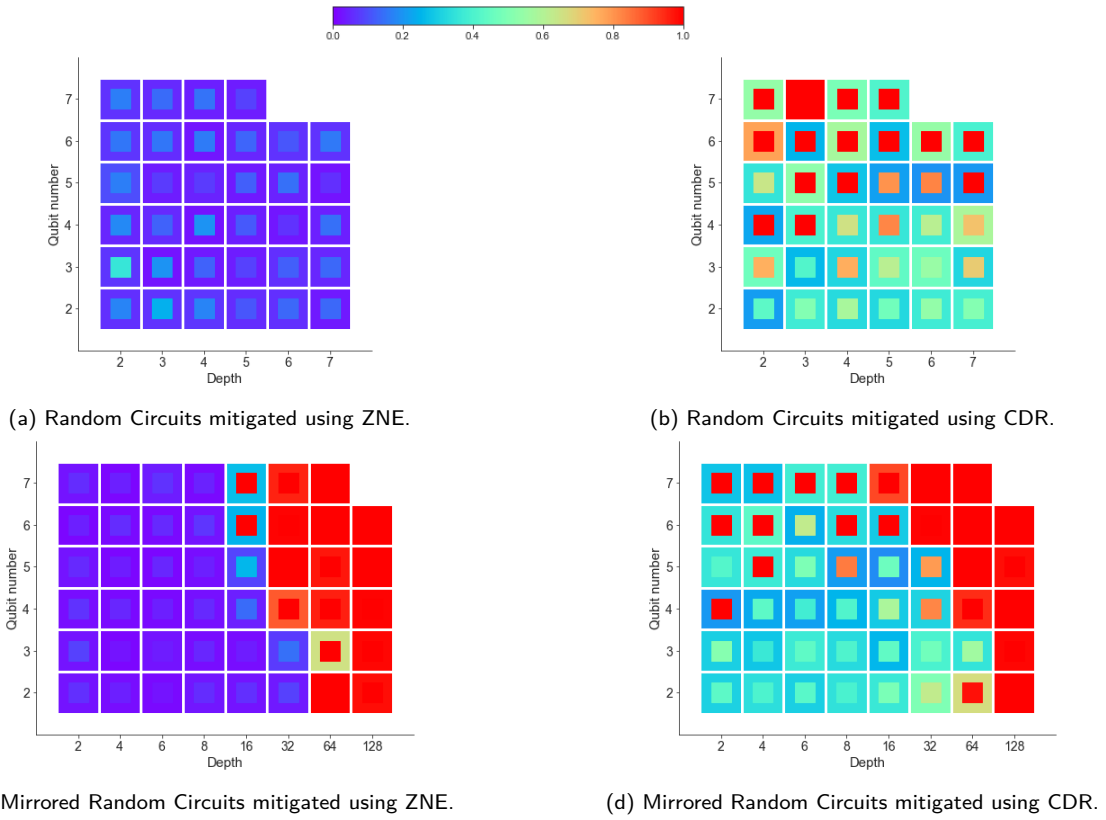 0.0 0.2 0.4 0.6 0.8 1.0
Qubit number
7
6
5
4
3
2
2 3 4 5 6 7
Depth
(a) Random Circuits mitigated using ZNE.
Qubit number
7
6
5
4
3
2
2 3 4 5 6 7
Depth
(b) Random Circuits mitigated using CDR.
Qubit number
7
6
5
4
3
2
2 4 6 8 16 32 64 128
Depth
Mirrored Random Circuits mitigated using ZNE.
Qubit number
7
6
5
4
3
2
2 4 6 8 16 32 64 128
Depth
(d) Mirrored Random Circuits mitigated using CDR.